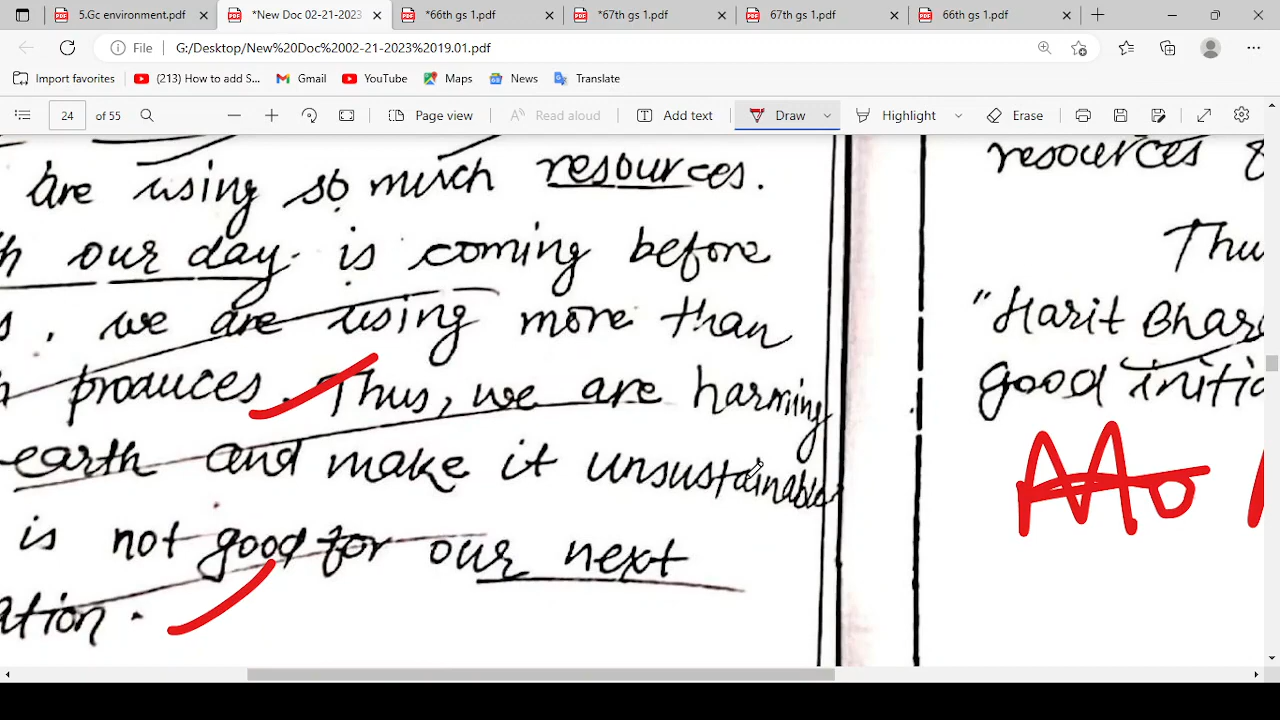 5.Gc environment.pdf
*New Doc 02-21-2023
*66th gs 1.pdf
*67th gs 1.pdf
67th gs 1.pdf
66th gs 1.pdf
File
G:/Desktop/New%20Doc%2002-21-2023%2019.01.pdf
Import favorites
(213) How to add S...
Gmail
YouTube
Maps
News
Translate
24 of 55
Page view
Read aloud
Add text
Draw
Highlight
Erase
are using so much resources.
h our day is coming before
s, we are using more than
h produces. Thus, we are harming
earth and make it unsustainable
is not good for our next
ation.
resources
Thu
"Harit Bhar
good initia